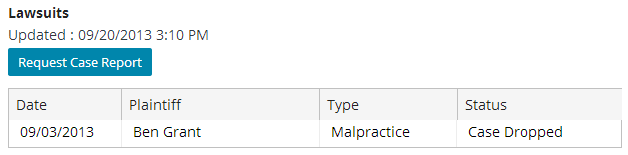 Lawsuits
Updated : 09/20/2013 3:10 PM
Request Case Report
Date Plaintiff Type Status
09/03/2013 Ben Grant Malpractice Case Dropped